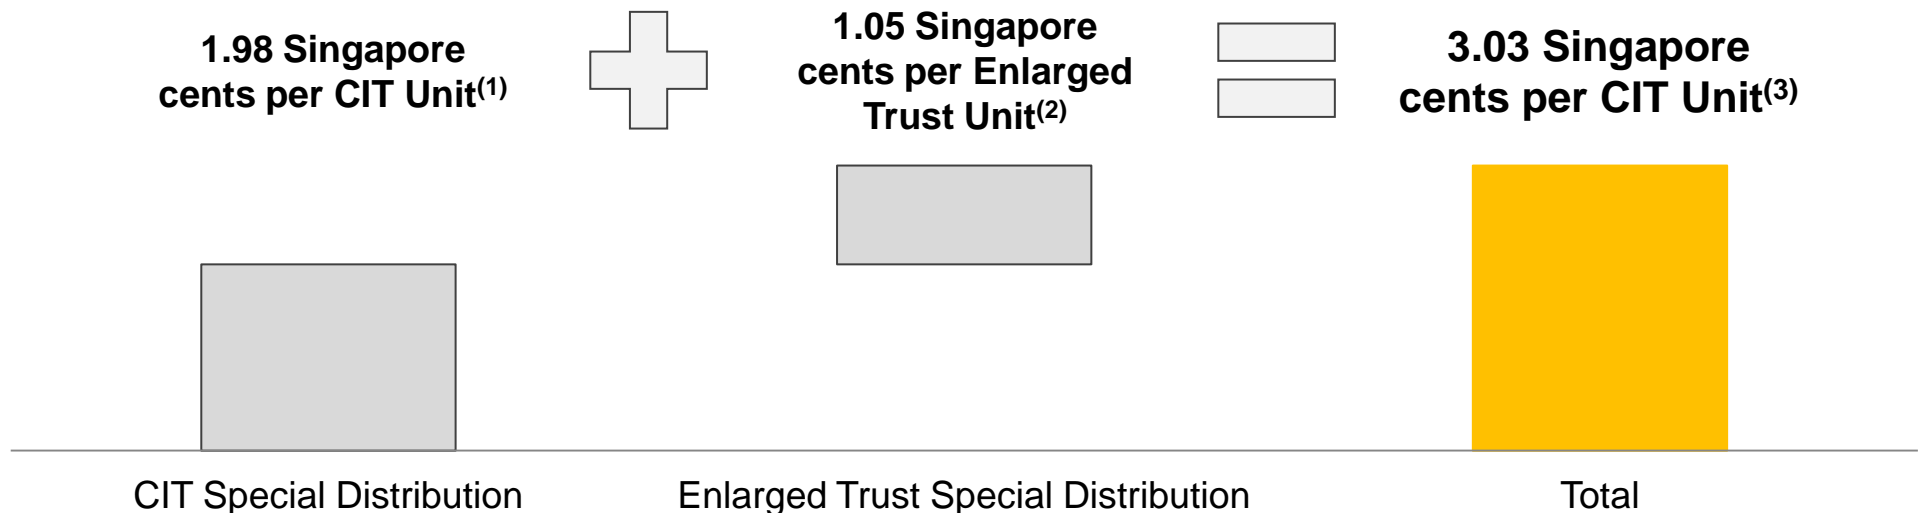 1.98 Singapore
cents per CIT Unit(1)
1.05 Singapore
cents per Enlarged
Trust Unit(2)
3.03 Singapore
cents per CIT Unit(3)
CIT Special Distribution
Enlarged Trust Special Distribution
Total